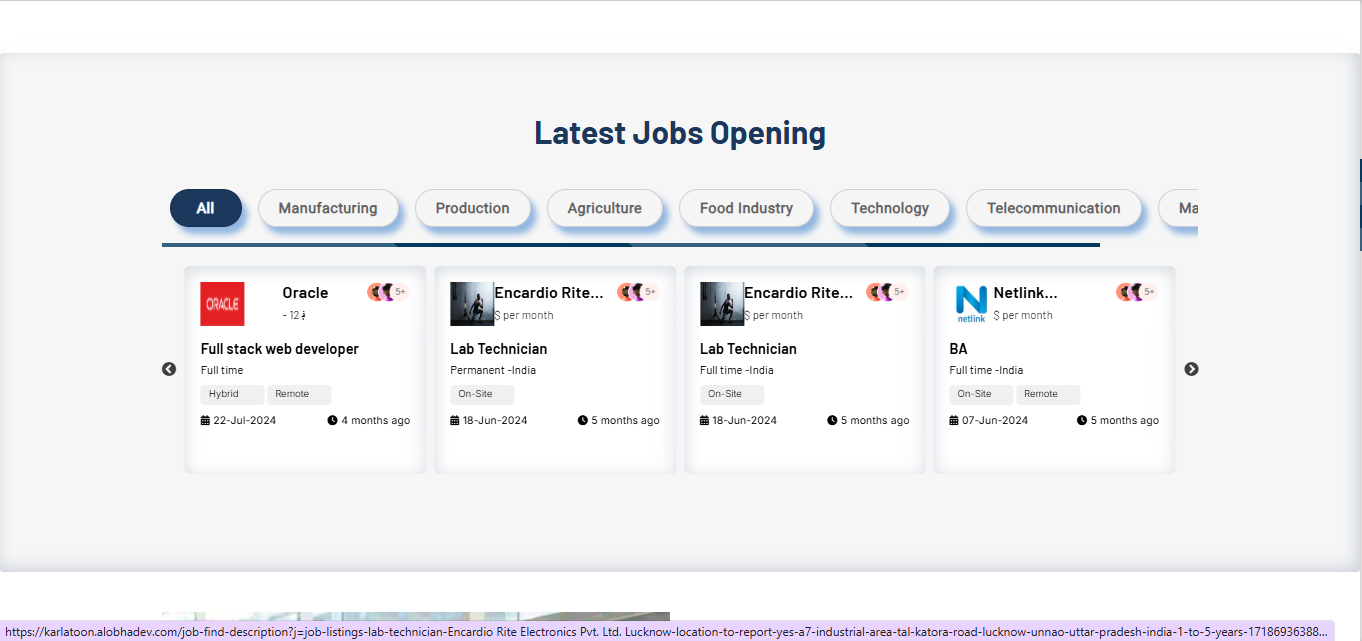 Latest Jobs Opening
All
Manufacturing
Production
Agriculture
Food Industry
Technology
Telecommunication
Ma
ORACLE
Oracle
5+
Full stack web developer
Full time
Hybrid
Remote
22-Jul-2024
4 months ago
Encardio Rite...
5+
$ per month
Lab Technician
Permanent -India
On-Site
18-Jun-2024
5 months ago
Encardio Rite...
5+
$ per month
Lab Technician
Full time -India
On-Site
18-Jun-2024
5 months ago
netlink
Netlink...
5+
$ per month
BA
Full time -India
On-Site
Remote
07-Jun-2024
5 months ago
https://karlatoon.alobhadev.com/job-find-description?j=job-listings-lab-technician-Encardio Rite Electronics Pvt. Ltd. Lucknow-location-to-report-yes-a7-industrial-area-tal-katora-road-lucknow-unnao-uttar-pradesh-india-1-to-5-years-17186936388...